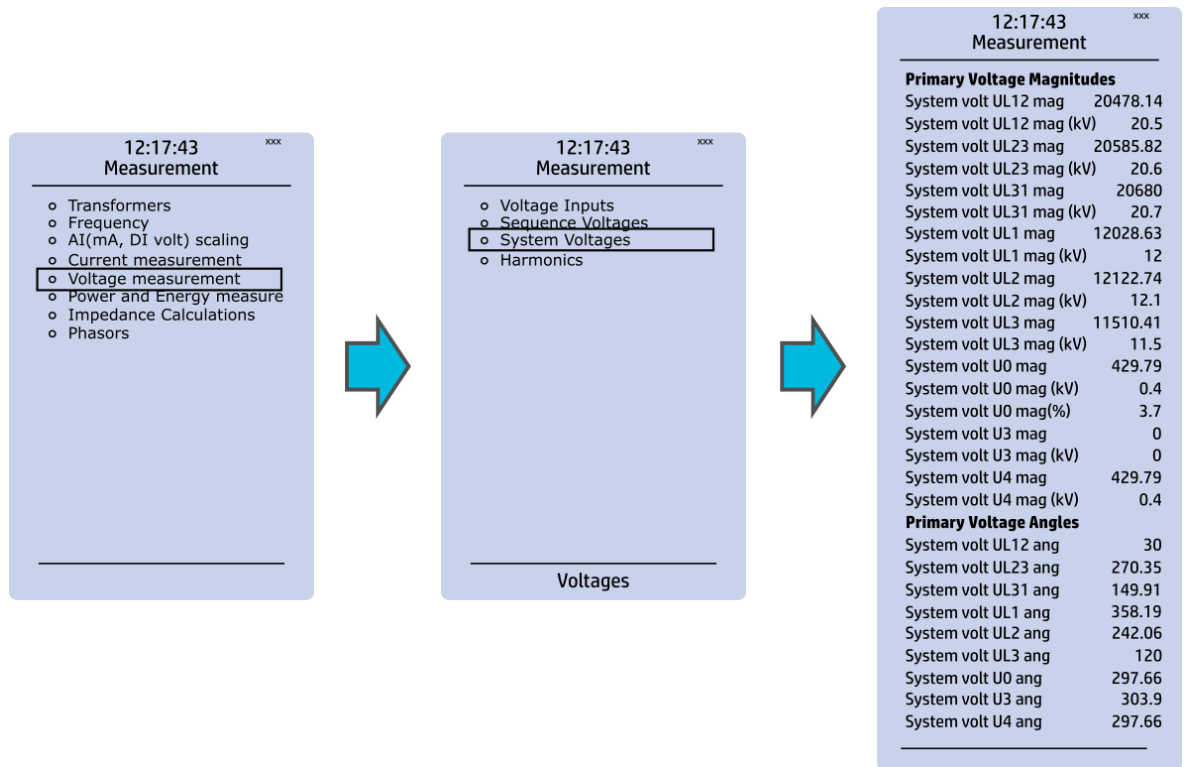 12:17:43 xxx
Measurement
Transformers
Frequency
AI(mA, DI volt) scaling
Current measurement
Voltage measurement
Power and Energy measure
Impedance Calculations
Phasors
12:17:43 xxx
Measurement
Voltage Inputs
Sequence Voltages
System Voltages
Harmonics
Voltages
12:17:43 xxx
Measurement
Primary Voltage Magnitudes
System volt UL12 mag 20478.14
System volt UL12 mag (kV) 20.5
System volt UL23 mag 20585.82
System volt UL23 mag (kV) 20.6
System volt UL31 mag 20680
System volt UL31 mag (kV) 20.7
System volt UL1 mag 12028.63
System volt UL1 mag (kV) 12
System volt UL2 mag 12122.74
System volt UL2 mag (kV) 12.1
System volt UL3 mag 11510.41
System volt UL3 mag (kV) 11.5
System volt U0 mag 429.79
System volt U0 mag (kV) 0.4
System volt U0 mag(%) 3.7
System volt U3 mag 0
System volt U3 mag (kV) 0
System volt U4 mag 429.79
System volt U4 mag (kV) 0.4
Primary Voltage Angles
System volt UL12 ang 30
System volt UL23 ang 270.35
System volt UL31 ang 149.91
System volt UL1 ang 358.19
System volt UL2 ang 242.06
System volt UL3 ang 120
System volt U0 ang 297.66
System volt U3 ang 303.9
System volt U4 ang 297.66